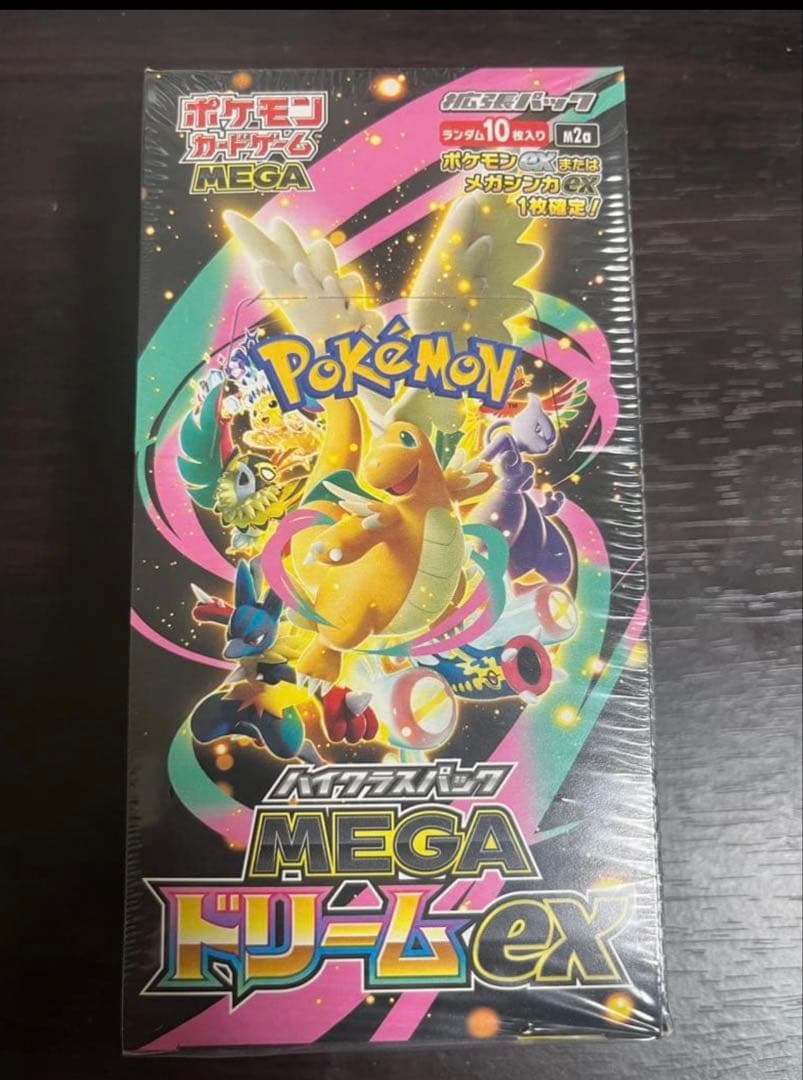 ポケモン
カードゲーム
MEGA
拡張パック
ランダム10枚入り M2a
ポケモンexまたは
メガシンカex
1枚確定!
POKéMON
TM
ハイクラスパック
MEGA
ドリームex